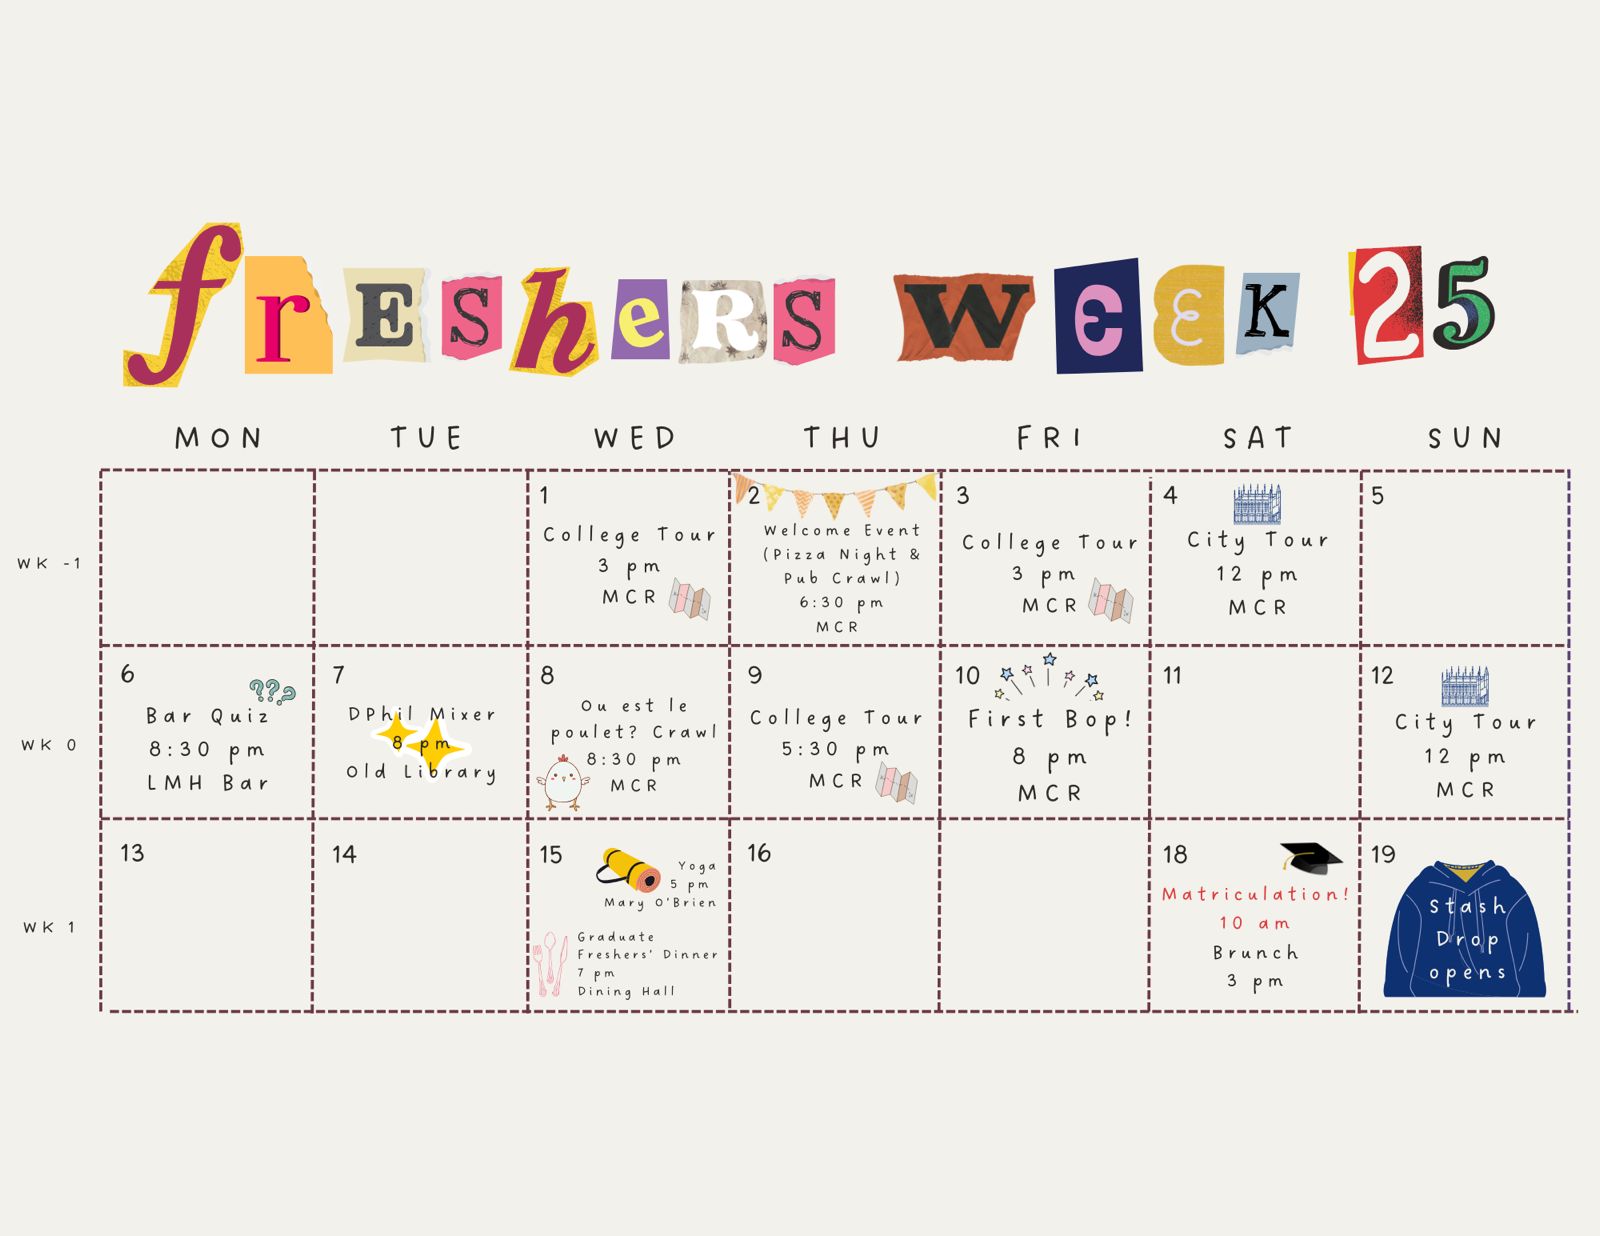 frEShERS WEEK 25
MON TUE WED THU FRI SAT SUN
WK -1
1
College Tour
3 pm
MCR
2
Welcome Event
(Pizza Night &
Pub Crawl)
6:30 pm
MCR
3
College Tour
3 pm
MCR
4
City Tour
12 pm
MCR
5
WK 0
6
???
Bar Quiz
8:30 pm
LMH Bar
7
DPhil Mixer
8 pm
Old Library
8
Ou est le
poulet? Crawl
8:30 pm
MCR
9
College Tour
5:30 pm
MCR
10
First Bop!
8 pm
MCR
11
12
City Tour
12 pm
MCR
WK 1
13
14
15
Yoga
5 pm
Mary O'Brien
Graduate
Freshers' Dinner
7 pm
Dining Hall
16
18
Matriculation!
10 am
Brunch
3 pm
19
Stash
Drop
opens